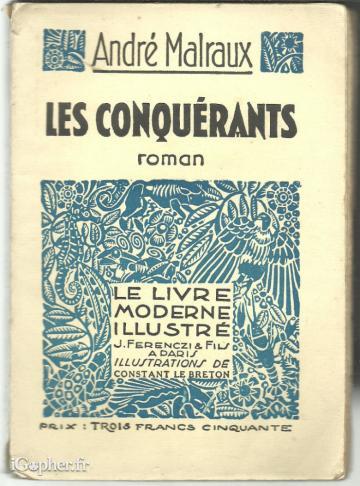 André Malraux
LES CONQUÉRANTS
roman
LE LIVRE
MODERNE
ILLUSTRÉ
J. FERENCZI & FILS
A PARIS
ILLUSTRATIONS DE
CONSTANT LE BRETON
PRIX : TROIS FRANCS CINQUANTE
iGopher.fr